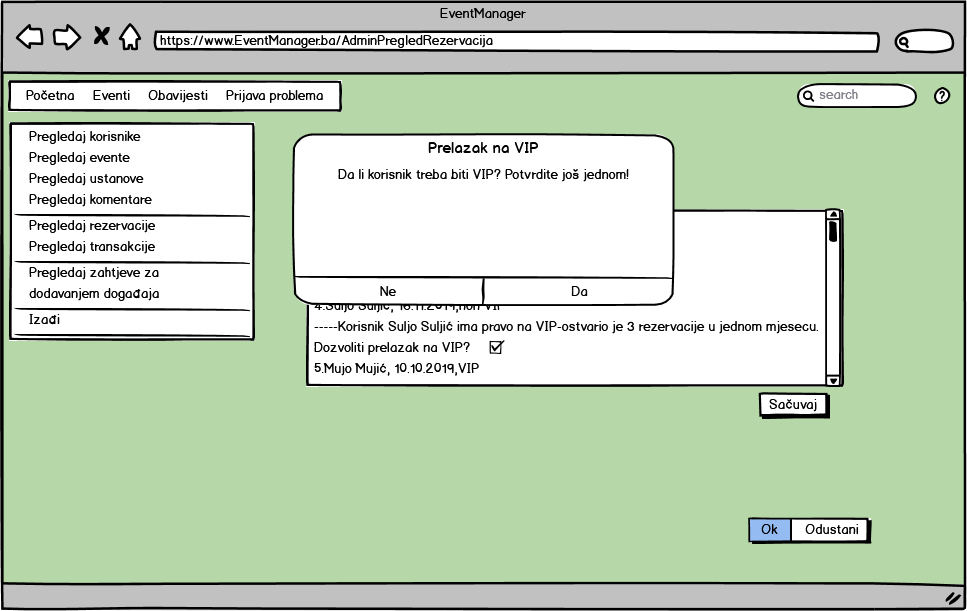 EventManager
https://www.EventManager.ba/AdminPregledRezervacija
Početna Eventi Obavijesti Prijava problema
search
?
Pregledaj korisnike
Pregledaj evente
Pregledaj ustanove
Pregledaj komentare
Pregledaj rezervacije
Pregledaj transakcije
Pregledaj zahtjeve za
dodavanjem događaja
Izađi
Prelazak na VIP
Da li korisnik treba biti VIP? Potvrdite još jednom!
Ne Da
4.Suljo Suljić, 16.11.2019,non VIP
-----Korisnik Suljo Suljić ima pravo na VIP-ostvario je 3 rezervacije u jednom mjesecu.
Dozvoliti prelazak na VIP?
5.Mujo Mujić, 10.10.2019,VIP
Sačuvaj
Ok Odustani